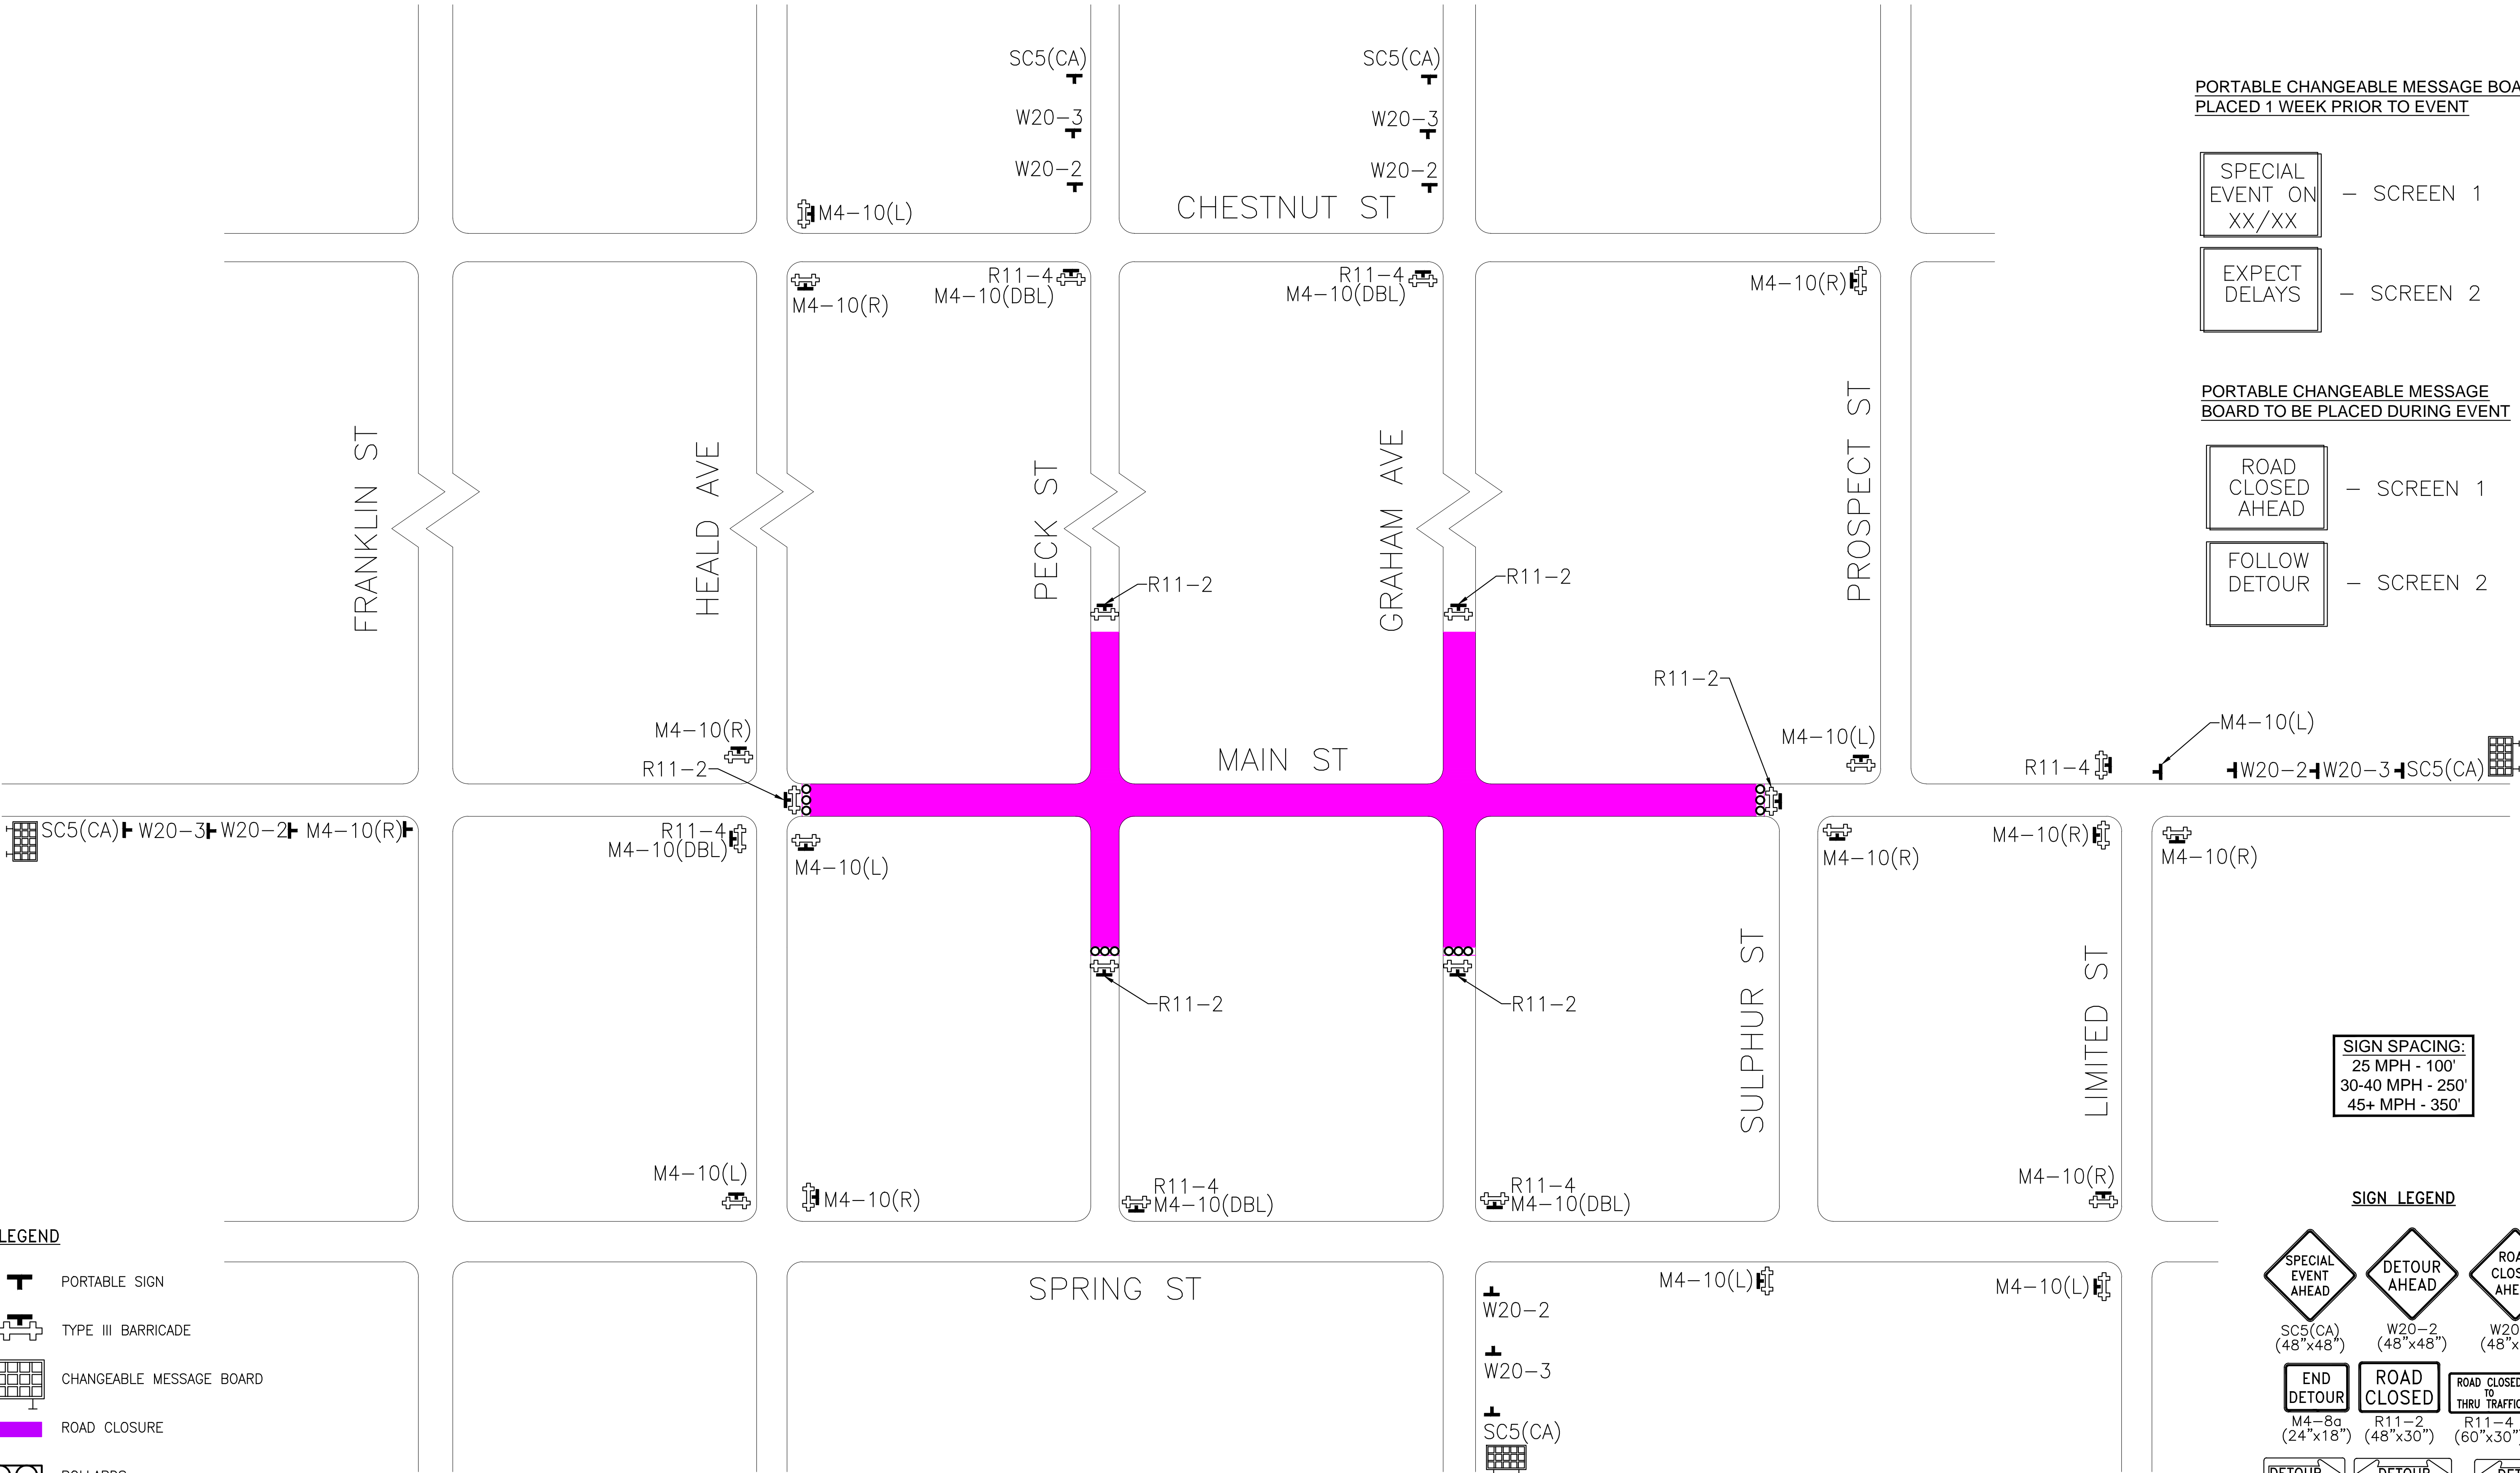 SC5(CA)
SC5(CA)
W20-3
W20-3
W20-2
W20-2
M4-10(L)
CHESTNUT ST
R11-4
M4-10(DBL)
R11-4
M4-10(DBL)
M4-10(R)
M4-10(R)
FRANKLIN ST
HEALD AVE
PECK ST
GRAHAM AVE
PROSPECT ST
R11-2
R11-2
R11-2
M4-10(R)
R11-2
MAIN ST
M4-10(L)
M4-10(L)
R11-4
W20-2
W20-3
SC5(CA)
SC5(CA)
W20-3
W20-2
M4-10(R)
R11-4
M4-10(DBL)
M4-10(L)
M4-10(R)
M4-10(R)
M4-10(R)
R11-2
R11-2
SULPHUR ST
LIMITED ST
M4-10(L)
M4-10(R)
R11-4
M4-10(DBL)
R11-4
M4-10(DBL)
M4-10(R)
SPRING ST
M4-10(L)
M4-10(L)
W20-2
W20-3
SC5(CA)
PORTABLE CHANGEABLE MESSAGE
PLACED 1 WEEK PRIOR TO EVENT
SPECIAL
EVENT ON
XX/XX
- SCREEN 1
EXPECT
DELAYS
- SCREEN 2
PORTABLE CHANGEABLE MESSAGE
BOARD TO BE PLACED DURING EVENT
ROAD
CLOSED
AHEAD
- SCREEN 1
FOLLOW
DETOUR
- SCREEN 2
SIGN SPACING:
25 MPH - 100'
30-40 MPH - 250'
45+ MPH - 350'
LEGEND
PORTABLE SIGN
TYPE III BARRICADE
CHANGEABLE MESSAGE BOARD
ROAD CLOSURE
SIGN LEGEND
SPECIAL
EVENT
AHEAD
SC5(CA)
(48"x48")
DETOUR
AHEAD
W20-2
(48"x48")
END
DETOUR
M4-8a
(24"x18")
ROAD
CLOSED
R11-2
(48"x30")
ROAD CLOSED
TO
THRU TRAFFIC
R11-4
(60"x30")
DETOUR
DETOUR